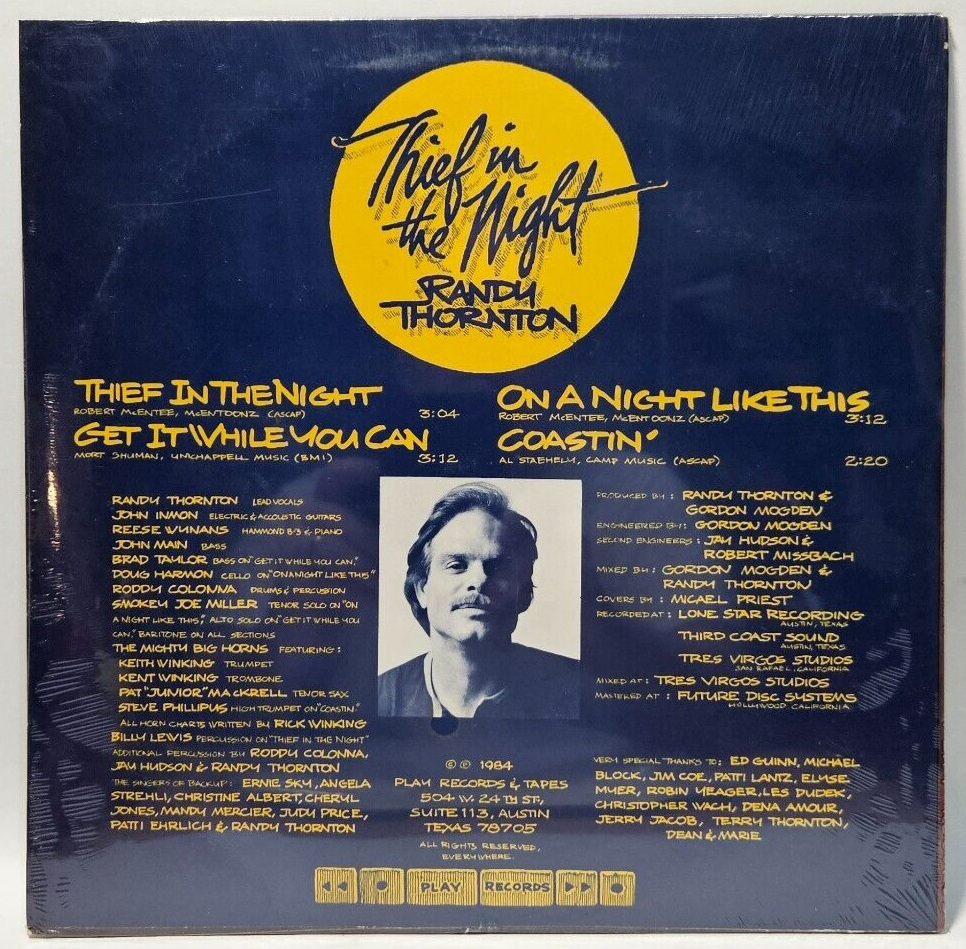 Thief in
the Night
RANDY
THORNTON
THIEF IN THE NIGHT
ROBERT McENTEE, McENTOONZ (ASCAP) 3:04
GET IT WHILE YOU CAN
MORT SHUMAN, UNCHAPPELL MUSIC (BMI) 3:12
ON A NIGHT LIKE THIS
ROBERT McENTEE, McENTOONZ (ASCAP) 3:12
COASTIN'
AL STAEHELY, CAMP MUSIC (ASCAP) 2:20
RANDY THORNTON LEAD VOCALS
JOHN INMON ELECTRIC & ACCOUSTIC GUITARS
REESE WYNANS HAMMOND B-3 & PIANO
JOHN MAIN BASS
BRAD TAYLOR BASS ON "GET IT WHILE YOU CAN."
DOUG HARMON CELLO ON "ON A NIGHT LIKE THIS"
RODDY COLONNA DRUMS & PERCUSSION
SMOKEY JOE MILLER TENOR SOLO ON "ON
A NIGHT LIKE THIS", ALTO SOLO ON "GET IT WHILE YOU
CAN," BARITONE ON ALL SECTIONS
THE MIGHTY BIG HORNS FEATURING:
KEITH WINKING TRUMPET
KENT WINKING TROMBONE
PAT "JUNIOR" MACKRELL TENOR SAX
STEVE PHILLIPUS HIGH TRUMPET ON "COASTIN."
ALL HORN CHARTS WRITTEN BY RICK WINKING
BILLY LEWIS PERCUSSION ON "THIEF IN THE NIGHT"
ADDITIONAL PERCUSSION BY RODDY COLONNA,
JAY HUDSON & RANDY THORNTON
THE SINGERS OF BACKUP: ERNIE SKY, ANGELA
STREHLI, CHRISTINE ALBERT, CHERYL
JONES, MANDY MERCIER, JUDY PRICE,
PATTI EHRLICH & RANDY THORNTON
© ℗ 1984
PLAY RECORDS & TAPES
504 W. 24TH ST,
SUITE 113, AUSTIN
TEXAS 78705
ALL RIGHTS RESERVED,
EVERYWHERE.
PLAY RECORDS
PRODUCED BY: RANDY THORNTON &
GORDON MOGDEN
ENGINEERED BY: GORDON MOGDEN
SECOND ENGINEERS: JAY HUDSON &
ROBERT MISSBACH
MIXED BY: GORDON MOGDEN &
RANDY THORNTON
COVERS BY: MICAEL PRIEST
RECORDED AT: LONE STAR RECORDING
AUSTIN, TEXAS
THIRD COAST SOUND
AUSTIN, TEXAS
TRES VIRGOS STUDIOS
SAN RAFAEL, CALIFORNIA
MIXED AT: TRES VIRGOS STUDIOS
MASTERED AT: FUTURE DISC SYSTEMS
HOLLYWOOD, CALIFORNIA
VERY SPECIAL THANKS TO: ED GUINN, MICHAEL
BLOCK, JIM COE, PATTI LANTZ, ELYSE
MYER, ROBIN YEAGER, LES DUDEK,
CHRISTOPHER WACH, DENA AMOUR,
JERRY JACOB, TERRY THORNTON,
DEAN & MARIE